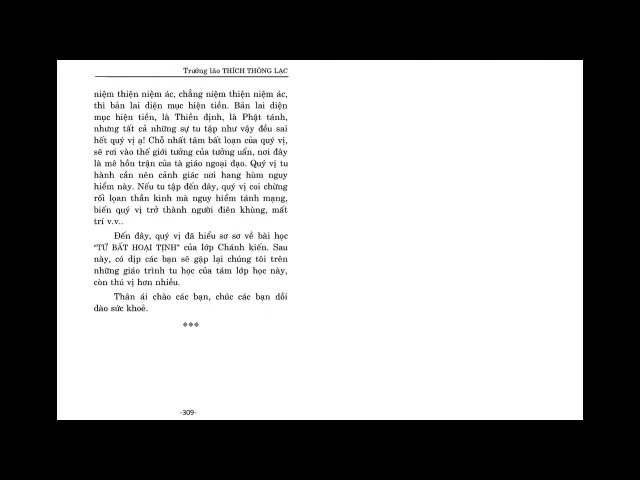 Trưởng lão THÍCH THÔNG LẠC
niệm thiện niệm ác, chẳng niệm thiện niệm ác,
thì bản lai diện mục hiện tiền. Bản lai diện
mục hiện tiền, là Thiền định, là Phật tánh,
nhưng tất cả những sự tu tập như vậy đều sai
hết quý vị ạ! Chỗ nhất tâm bất loạn của quý vị,
sẽ rơi vào thế giới tưởng của tưởng uẩn, nơi đây
là mê hồn trận của tà giáo ngoại đạo. Quý vị tu
hành cần nên cảnh giác nơi hang hùm nguy
hiểm này. Nếu tu tập đến đây, quý vị coi chừng
rối lọan thần kinh mà nguy hiểm tánh mạng,
biến quý vị trở thành người điên khùng, mất
trí v.v..
Đến đây, quý vị đã hiểu sơ sơ về bài học
“TỨ BẤT HOẠI TỊNH” của lớp Chánh kiến. Sau
này, có dịp các bạn sẽ gặp lại chúng tôi trên
những giáo trình tu học của tám lớp học này,
còn thú vị hơn nhiều.
Thân ái chào các bạn, chúc các bạn dồi
dào sức khoẻ.
***
-309-